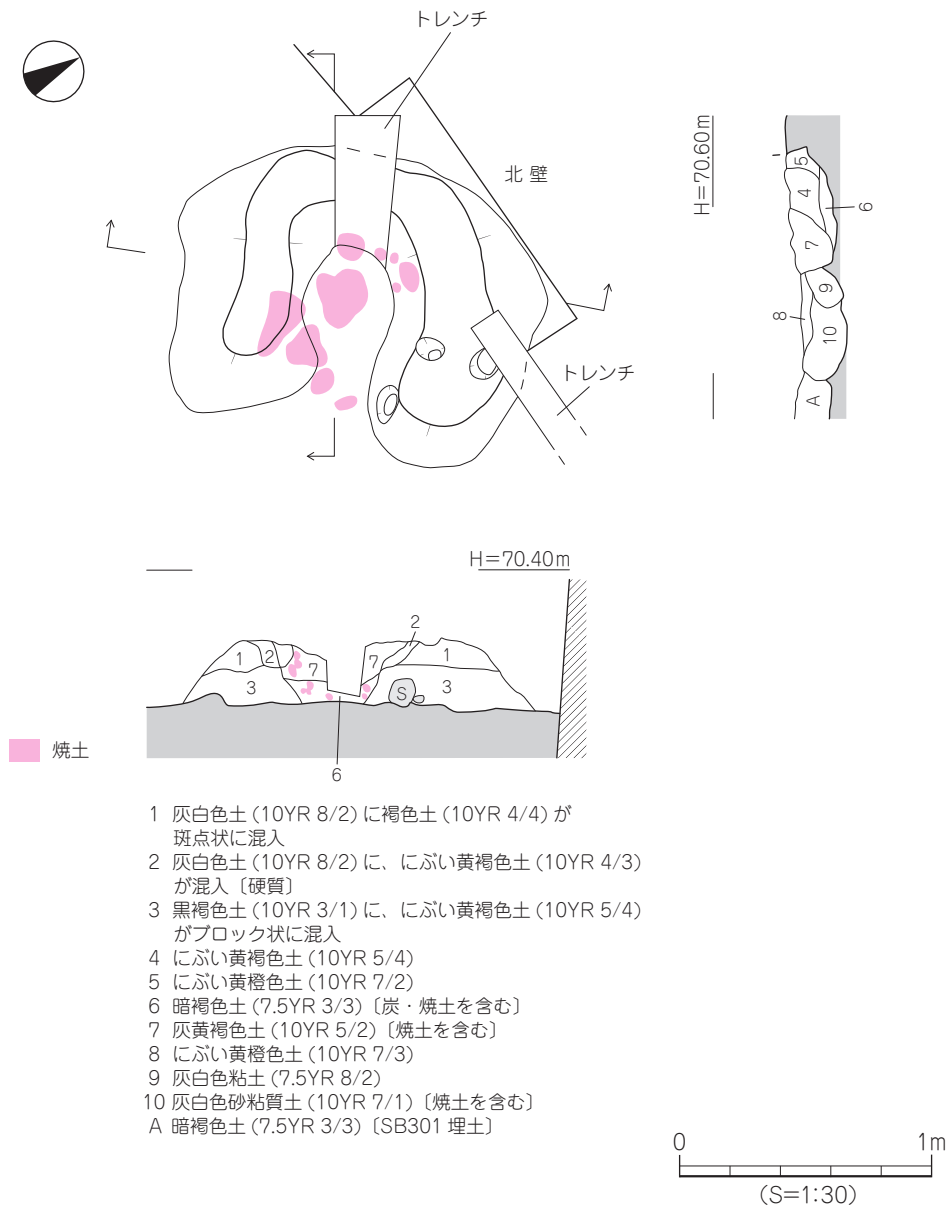 トレンチ
北 壁
H=70.60m
5
4
6
7
9
8
10
A
トレンチ
H=70.40m
2
1
2
7
7
1
3
S
3
6
焼土
1 灰白色土 (10YR 8/2) に褐色土 (10YR 4/4) が
斑点状に混入
2 灰白色土 (10YR 8/2) に、にぶい黄褐色土 (10YR 4/3)
が混入〔硬質〕
3 黒褐色土 (10YR 3/1) に、にぶい黄褐色土 (10YR 5/4)
がブロック状に混入
4 にぶい黄褐色土 (10YR 5/4)
5 にぶい黄橙色土 (10YR 7/2)
6 暗褐色土 (7.5YR 3/3)〔炭・焼土を含む〕
7 灰黄褐色土 (10YR 5/2)〔焼土を含む〕
8 にぶい黄橙色土 (10YR 7/3)
9 灰白色粘土 (7.5YR 8/2)
10 灰白色砂粘質土 (10YR 7/1)〔焼土を含む〕
A 暗褐色土 (7.5YR 3/3)〔SB301 埋土〕
0 1m
(S=1:30)